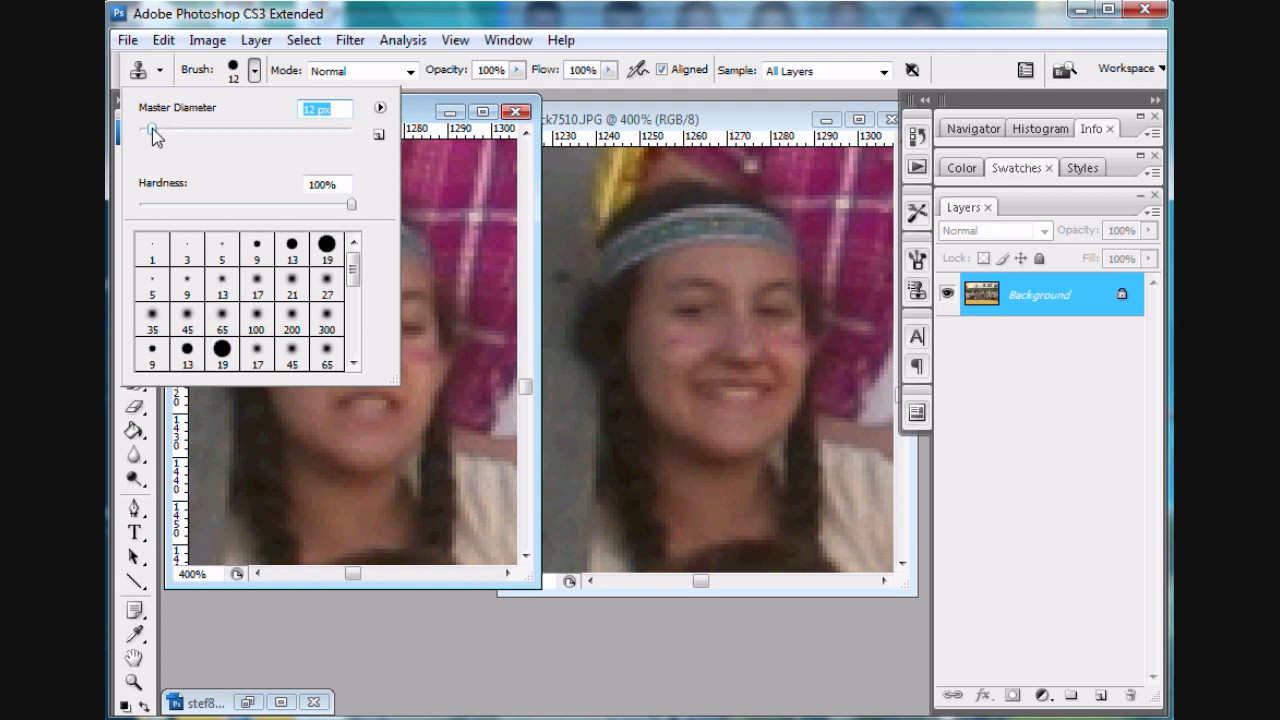 Adobe Photoshop CS3 Extended
File Edit Image Layer Select Filter Analysis View Window Help
Brush: 12 Mode: Normal Opacity: 100% Flow: 100% Aligned Sample: All Layers Workspace
Master Diameter 12 px
Hardness: 100%
1 3 5 9 13 19
5 9 13 17 21 27
35 45 65 100 200 300
9 13 19 17 45 65
1280 1290 1300
ck7510.JPG @ 400% (RGB/8)
1230 1240 1250 1260 1270 1280 1290 1300
1430
1440
1450
400%
Navigator Histogram Info
Color Swatches Styles
Layers
Normal Opacity: 100%
Lock: Fill: 100%
Background
stef8...